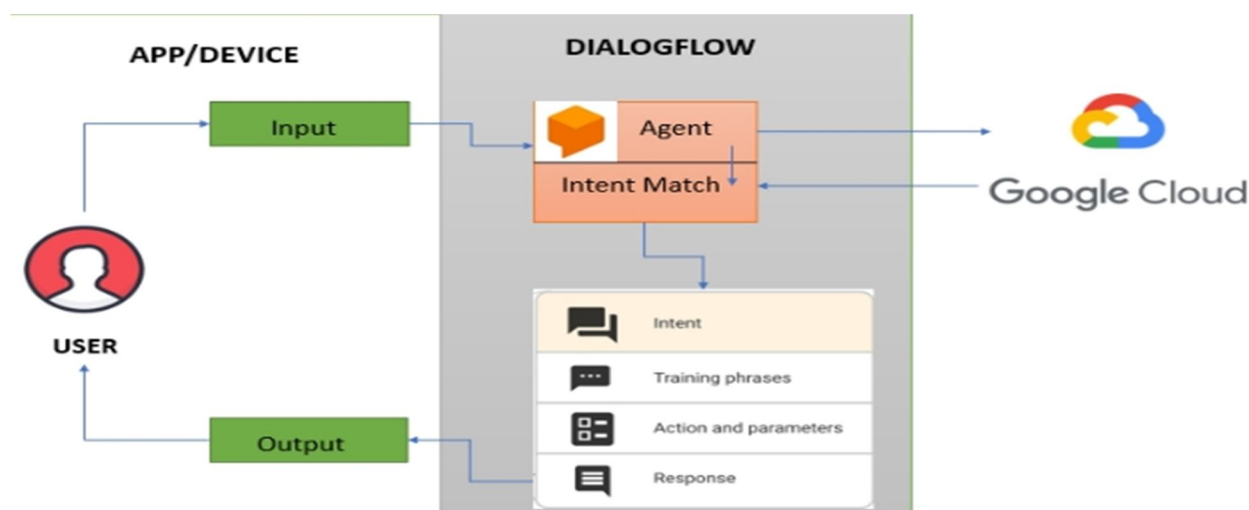 APP/DEVICE
DIALOGFLOW
Input
Agent
Intent Match
Google Cloud
USER
Intent
Training phrases
Action and parameters
Response
Output